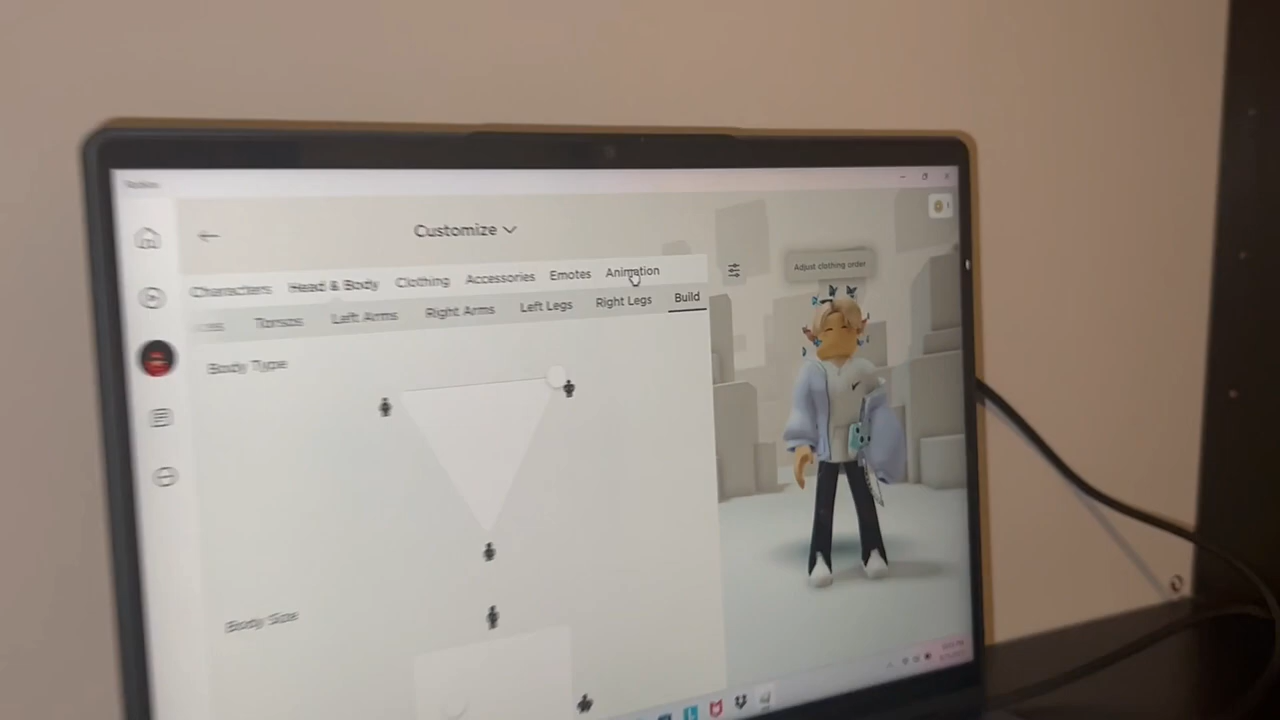 Roblox
Customize
Characters Head & Body Clothing Accessories Emotes Animation
Torsos Left Arms Right Arms Left Legs Right Legs Build
Adjust clothing order
Body Type
Body Size